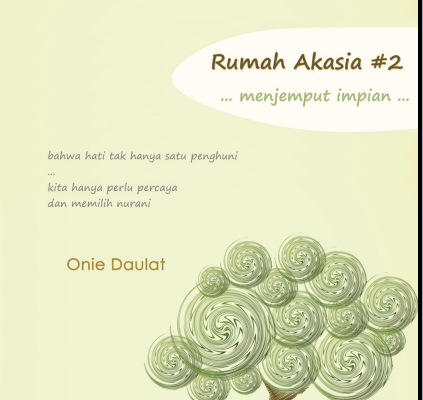 Rumah Akasia #2
... menjemput impian ...
bahwa hati tak hanya satu penghuni
...
kita hanya perlu percaya
dan memilih nurani
Onie Daulat